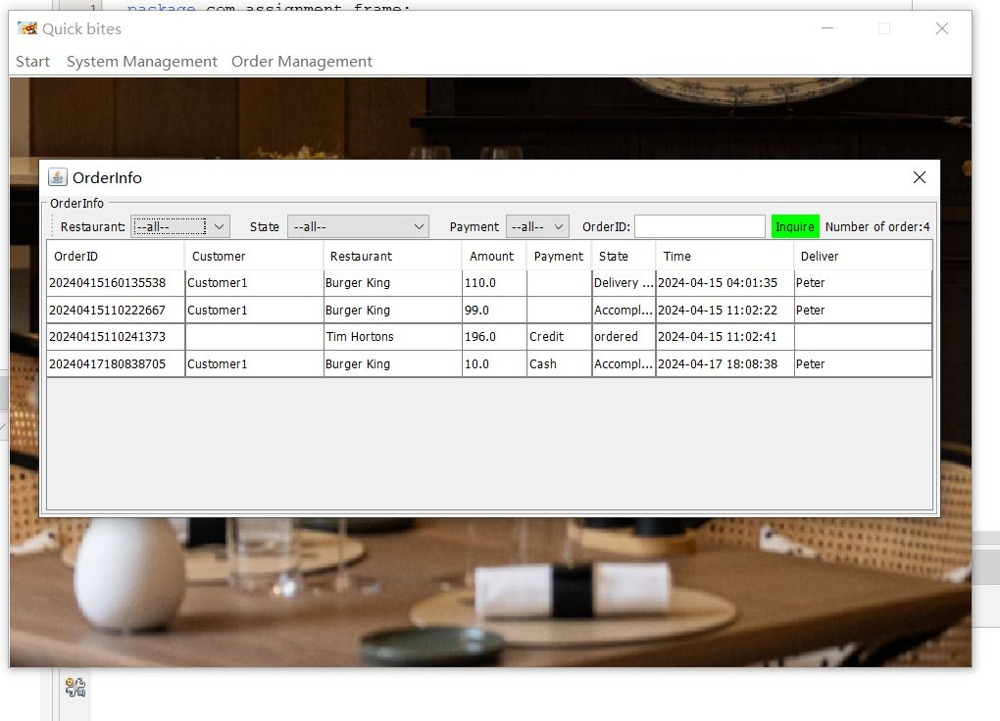 1 package com.assignment.frame;
Quick bites
Start System Management Order Management
OrderInfo
OrderInfo
Restaurant: --all-- State --all-- Payment --all-- OrderID: Inquire Number of order:4
OrderID Customer Restaurant Amount Payment State Time Deliver
20240415160135538 Customer1 Burger King 110.0 Delivery ... 2024-04-15 04:01:35 Peter
20240415110222667 Customer1 Burger King 99.0 Accompl... 2024-04-15 11:02:22 Peter
20240415110241373 Tim Hortons 196.0 Credit ordered 2024-04-15 11:02:41
20240417180838705 Customer1 Burger King 10.0 Cash Accompl... 2024-04-17 18:08:38 Peter